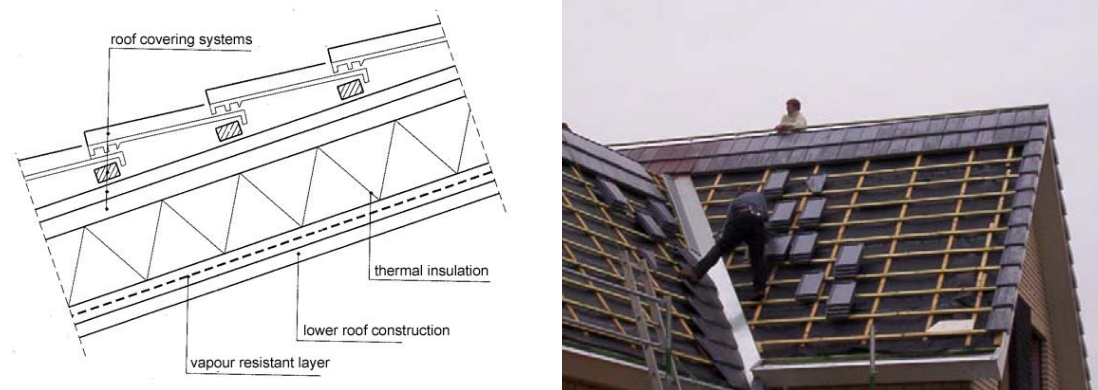 roof covering systems
thermal insulation
lower roof construction
vapour resistant layer